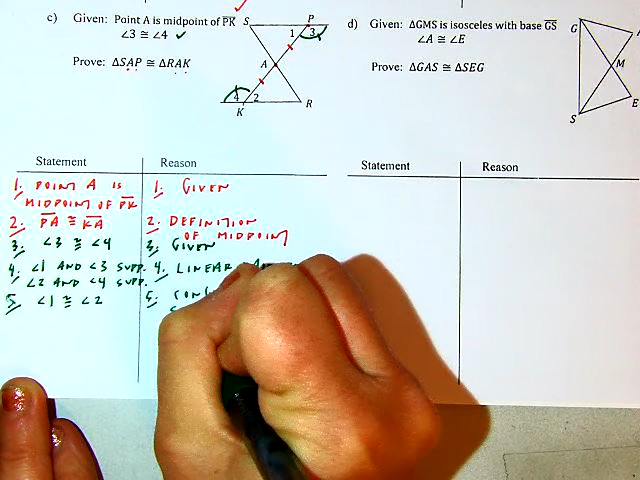 c) Given: Point A is midpoint of PK
∠3 ≅ ∠4 ✓
Prove: ΔSAP ≅ ΔRAK
S P
1 3
A
4 2
K R
d) Given: ΔGMS is isosceles with base GS
∠A ≅ ∠E
Prove: ΔGAS ≅ ΔSEG
G
A
M
E
S
Statement Reason
1. POINT A IS
MIDPOINT OF PK
1. GIVEN
2. PA ≅ KA
2. DEFINITION
OF MIDPOINT
3. ∠3 ≅ ∠4
3. GIVEN
4. ∠1 AND ∠3 SUPP.
∠2 AND ∠4 SUPP.
4. LINEAR
5. ∠1 ≅ ∠2
5.
Statement Reason